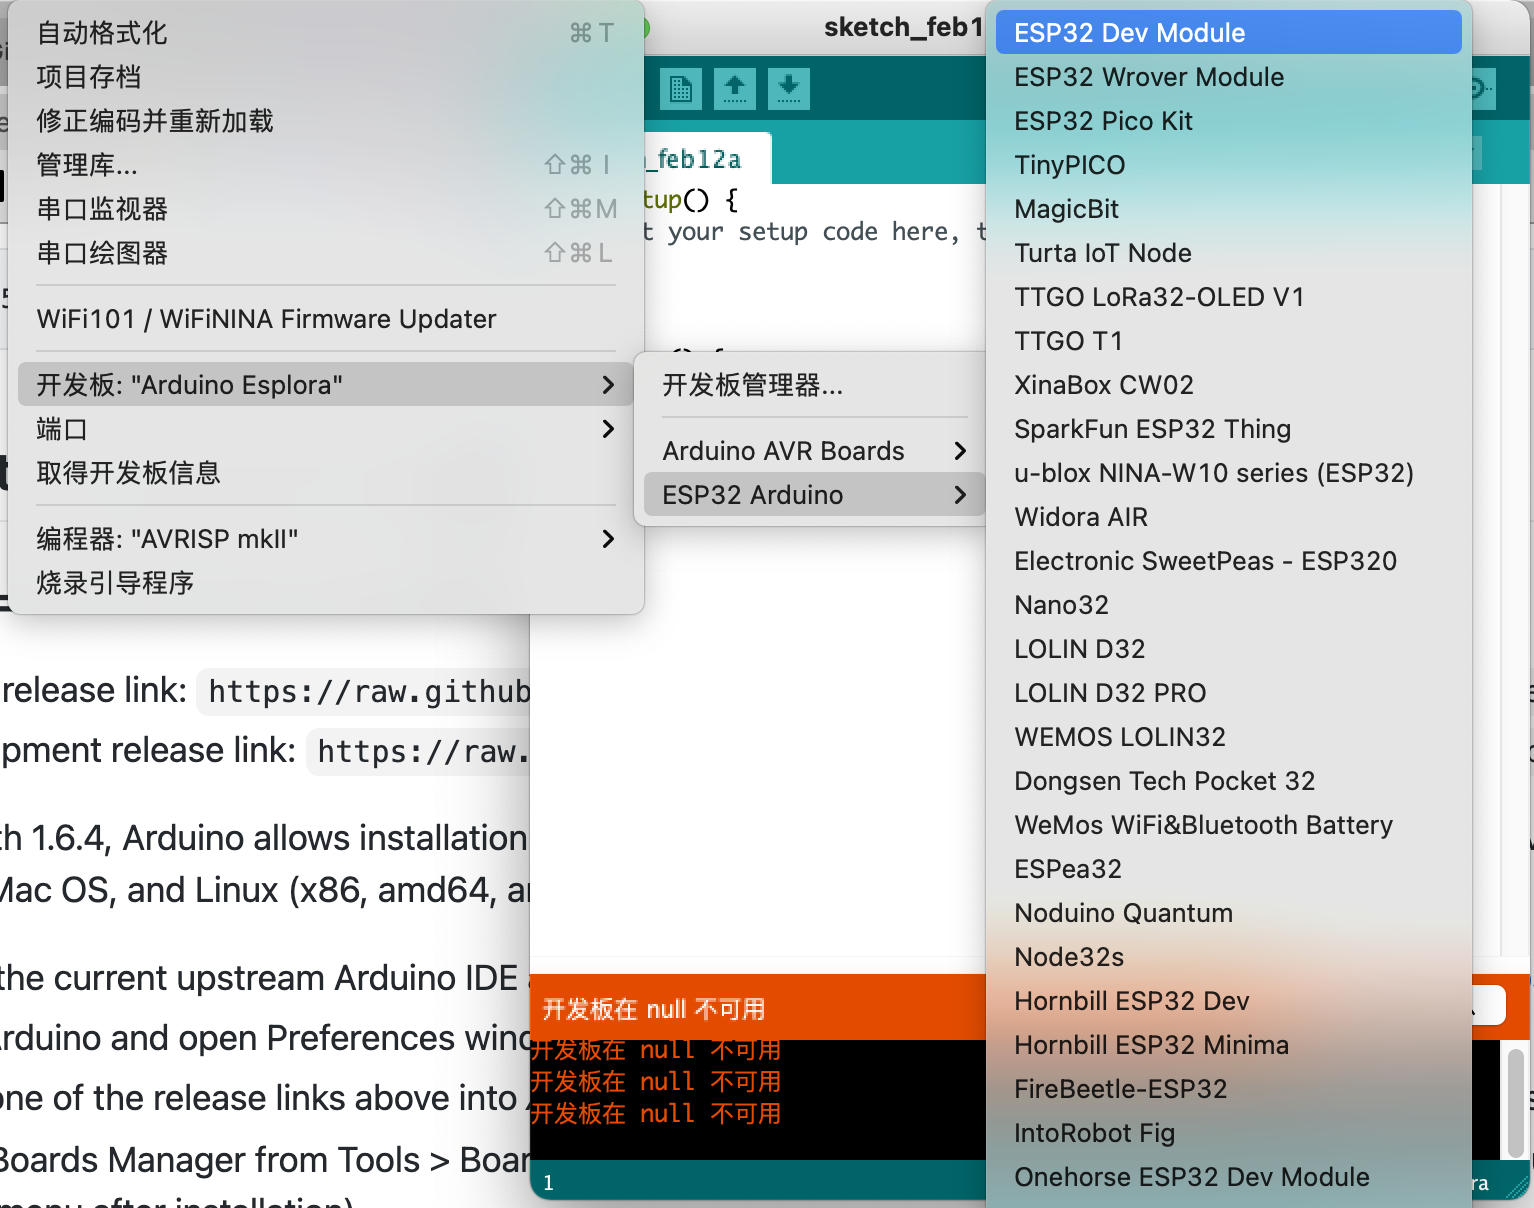 自动格式化 ⌘ T
项目存档
修正编码并重新加载
管理库... ⇧⌘ I
串口监视器 ⇧⌘M
串口绘图器 ⇧⌘ L
WiFi101 / WiFiNINA Firmware Updater
开发板: "Arduino Esplora"
端口
取得开发板信息
编程器: "AVRISP mkII"
烧录引导程序
开发板管理器...
Arduino AVR Boards
ESP32 Arduino
ESP32 Dev Module
ESP32 Wrover Module
ESP32 Pico Kit
TinyPICO
MagicBit
Turta IoT Node
TTGO LoRa32-OLED V1
TTGO T1
XinaBox CW02
SparkFun ESP32 Thing
u-blox NINA-W10 series (ESP32)
Widora AIR
Electronic SweetPeas - ESP320
Nano32
LOLIN D32
LOLIN D32 PRO
WEMOS LOLIN32
Dongsen Tech Pocket 32
WeMos WiFi&Bluetooth Battery
ESPea32
Noduino Quantum
Node32s
Hornbill ESP32 Dev
Hornbill ESP32 Minima
FireBeetle-ESP32
IntoRobot Fig
Onehorse ESP32 Dev Module
sketch_feb1
_feb12a
tup() {
t your setup code here, t
() {
release link: https://raw.github
pment release link: https://raw.
th 1.6.4, Arduino allows installation
Mac OS, and Linux (x86, amd64, ar
the current upstream Arduino IDE
Arduino and open Preferences wind
one of the release links above into
Boards Manager from Tools > Boar
menu after installation)
开发板在 null 不可用
开发板在 null 不可用
开发板在 null 不可用
开发板在 null 不可用
1
ra